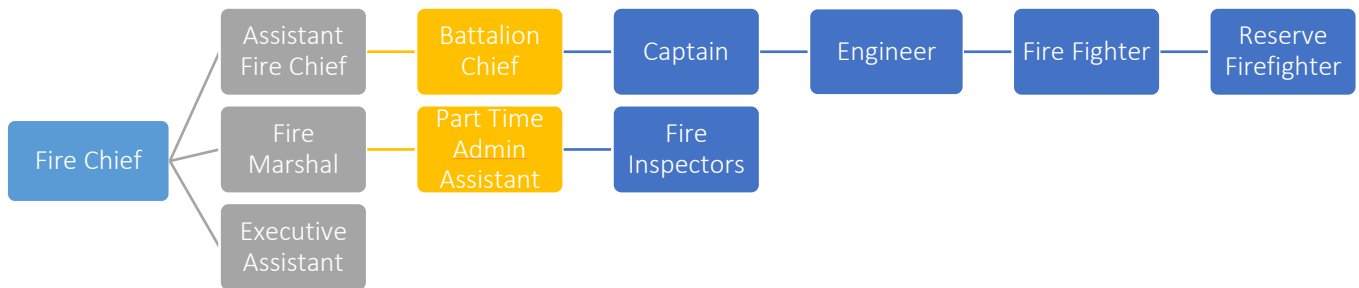 Fire Chief
Assistant
Fire Chief
Battalion
Chief
Captain
Engineer
Fire Fighter
Reserve
Firefighter
Fire
Marshal
Part Time
Admin
Assistant
Fire
Inspectors
Executive
Assistant